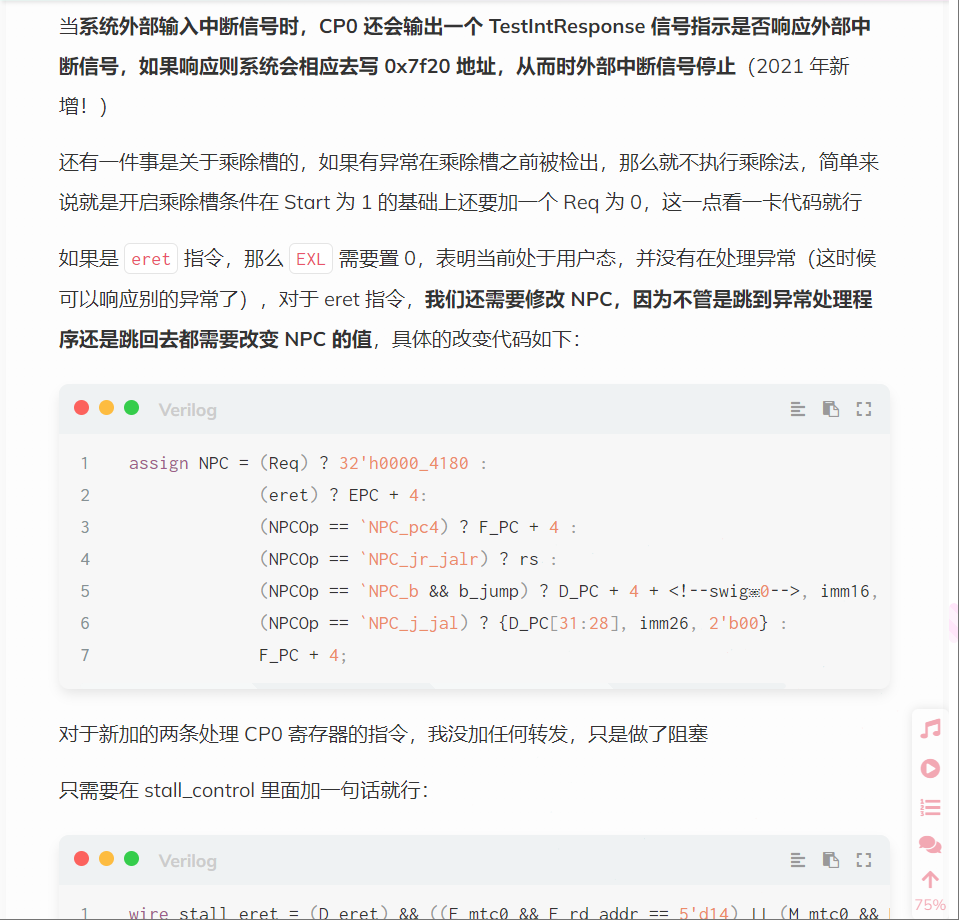 当系统外部输入中断信号时，CP0 还会输出一个 TestIntResponse 信号指示是否响应外部中
断信号，如果响应则系统会相应去写 0x7f20 地址，从而时外部中断信号停止（2021 年新
增！）
还有一件事是关于乘除槽的，如果有异常在乘除槽之前被检出，那么就不执行乘除法，简单来
说就是开启乘除槽条件在 Start 为 1 的基础上还要加一个 Req 为 0，这一点看一卡代码就行
如果是 eret 指令，那么 EXL 需要置 0，表明当前处于用户态，并没有在处理异常（这时候
可以响应别的异常了），对于 eret 指令，我们还需要修改 NPC，因为不管是跳到异常处理程
序还是跳回去都需要改变 NPC 的值，具体的改变代码如下：
Verilog
1 assign NPC = (Req) ? 32'h0000_4180 :
2 (eret) ? EPC + 4:
3 (NPCOp == `NPC_pc4) ? F_PC + 4 :
4 (NPCOp == `NPC_jr_jalr) ? rs :
5 (NPCOp == `NPC_b && b_jump) ? D_PC + 4 + <!--swig￼0-->, imm16,
6 (NPCOp == `NPC_j_jal) ? {D_PC[31:28], imm26, 2'b00} :
7 F_PC + 4;
对于新加的两条处理 CP0 寄存器的指令，我没加任何转发，只是做了阻塞
只需要在 stall_control 里面加一句话就行：
Verilog
1 wire stall_eret = (D_eret) && ((E_mtc0 && E_rd_addr == 5'd14) || (M_mtc0 &&
75%